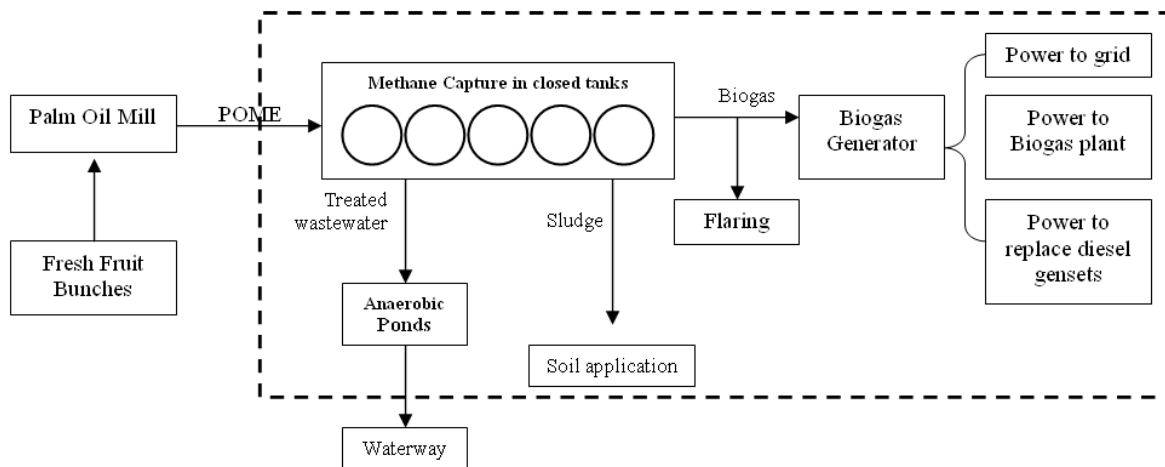 Palm Oil Mill
Fresh Fruit
Bunches
POME
Methane Capture in closed tanks
Treated
wastewater
Anaerobic
Ponds
Waterway
Sludge
Soil application
Biogas
Flaring
Biogas
Generator
Power to grid
Power to
Biogas plant
Power to
replace diesel
gensets